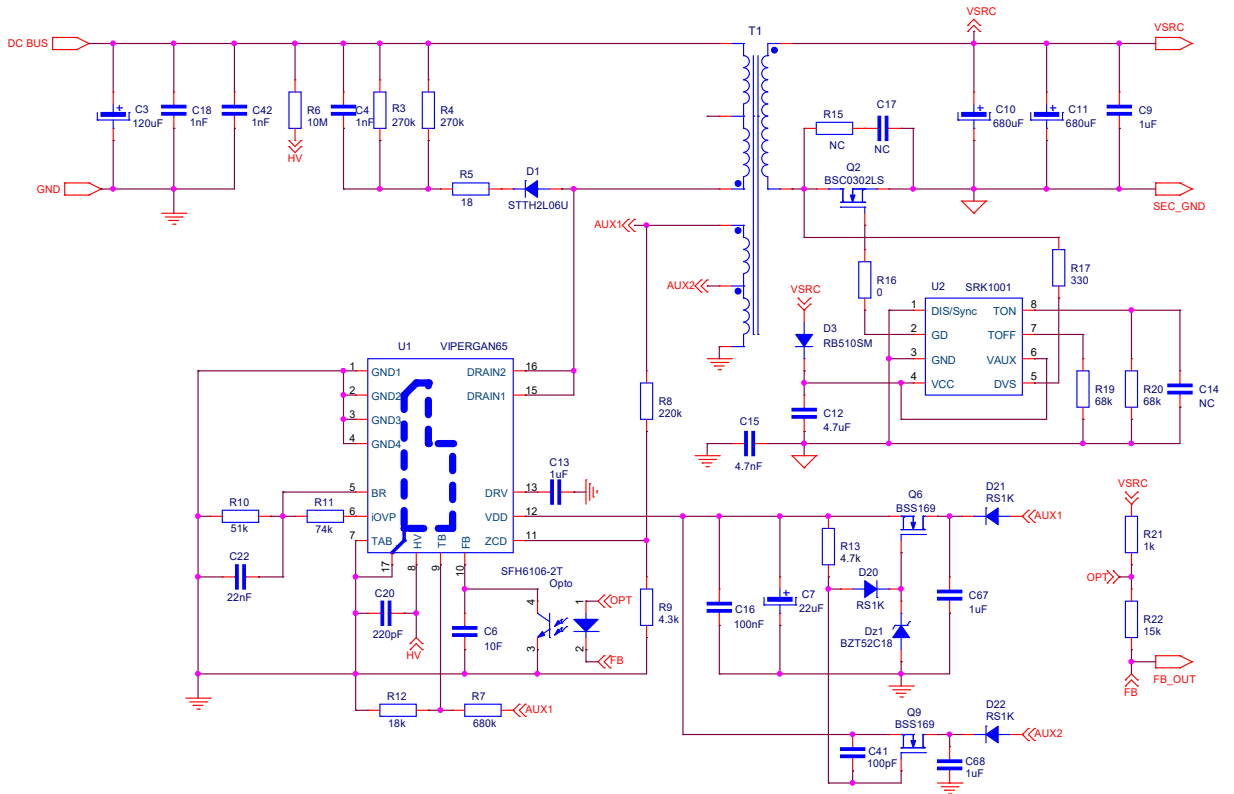 VSRC
T1
DC BUS
VSRC
C3
120uF
C18
1nF
C42
1nF
R6
10M
HV
C4
1nF
R3
270k
R4
270k
R15
NC
C17
NC
C10
680uF
C11
680uF
C9
1uF
GND
R5
18
D1
STTH2L06U
Q2
BSC0302LS
SEC_GND
AUX1
AUX2
R16
0
R17
330
VSRC
D3
RB510SM
U2
SRK1001
1
DIS/Sync
TON
8
2
GD
TOFF
7
3
GND
VAUX
6
4
VCC
DVS
5
R19
68k
R20
68k
C14
NC
C12
4.7uF
C15
4.7nF
R8
220k
U1
VIPERGAN65
1
GND1
DRAIN2
16
2
GND2
DRAIN1
15
3
GND3
4
GND4
5
BR
DRV
13
6
iOVP
VDD
12
7
TAB
HV
TB
FB
ZCD
11
17
8
9
10
C13
1uF
R10
51k
R11
74k
C22
22nF
C20
220pF
HV
C6
10F
SFH6106-2T
Opto
4
3
1
2
OPT
FB
R9
4.3k
R12
18k
R7
680k
AUX1
C16
100nF
C7
22uF
R13
4.7k
D20
RS1K
Q6
BSS169
D21
RS1K
AUX1
Dz1
BZT52C18
C67
1uF
VSRC
R21
1k
OPT
R22
15k
FB_OUT
FB
Q9
BSS169
D22
RS1K
AUX2
C41
100pF
C68
1uF